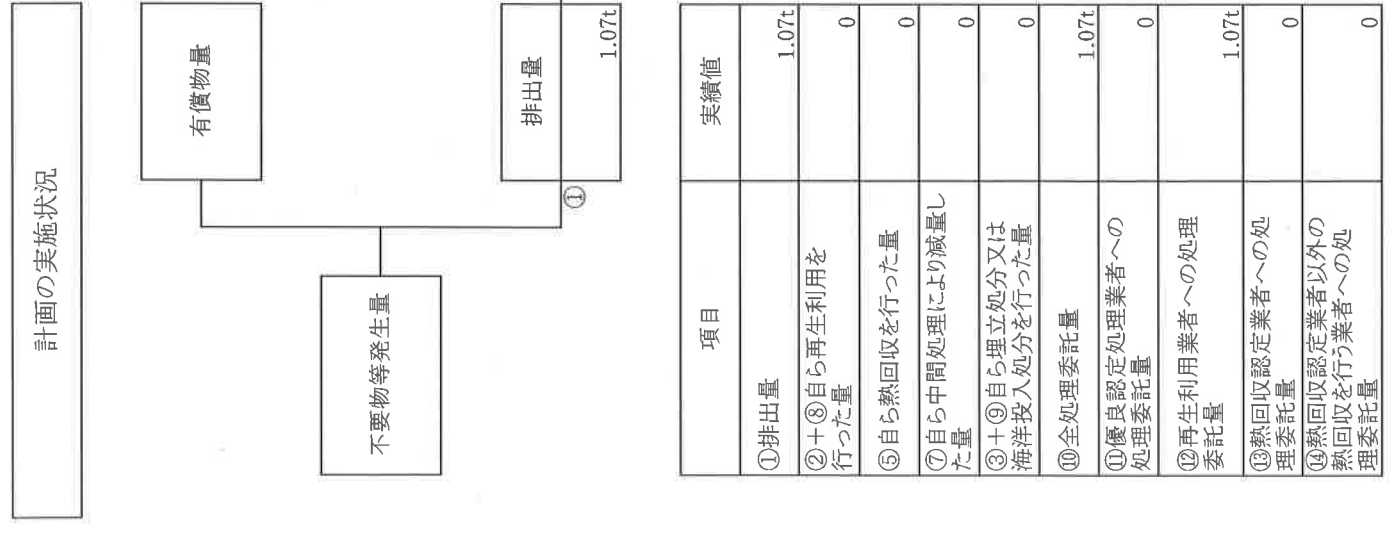 計画の実施状況
有償物量
不要物等発生量
①
排出量
1.07t
項目
実績値
①排出量
1.07t
②+⑧自ら再生利用を
行った量
0
⑤自ら熱回収を行った量
0
⑦自ら中間処理により減量し
た量
0
③+⑨自ら埋立処分又は
海洋投入処分を行った量
0
⑩全処理委託量
1.07t
⑪優良認定処理業者への
処理委託量
0
⑫再生利用業者への処理
委託量
1.07t
⑬熱回収認定業者への処
理委託量
0
⑭熱回収認定業者以外の
熱回収を行う業者への処
理委託量
0